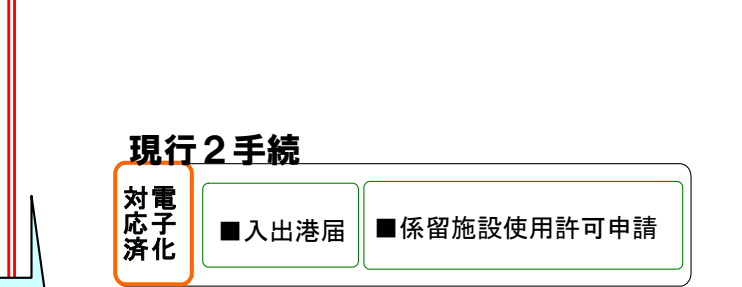 現行２手続
電子化
対応済
■入出港届
■係留施設使用許可申請